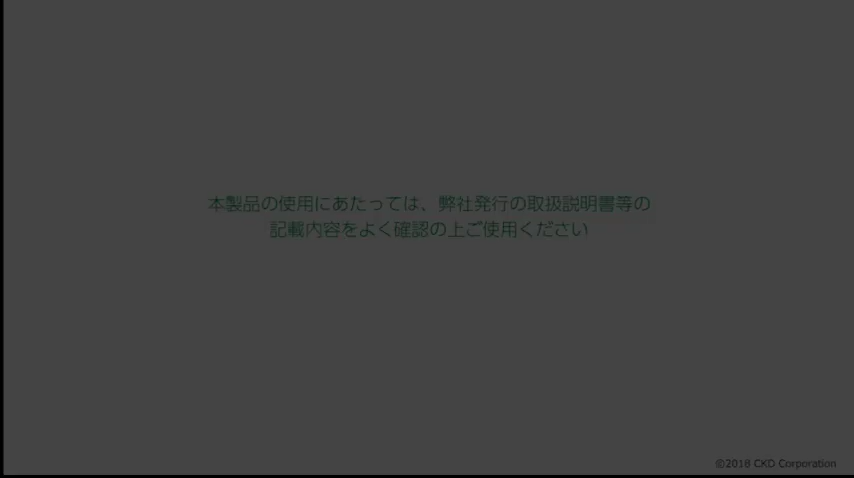 本製品の使用にあたっては、弊社発行の取扱説明書等の
記載内容をよく確認の上ご使用ください
©2018 CKD Corporation